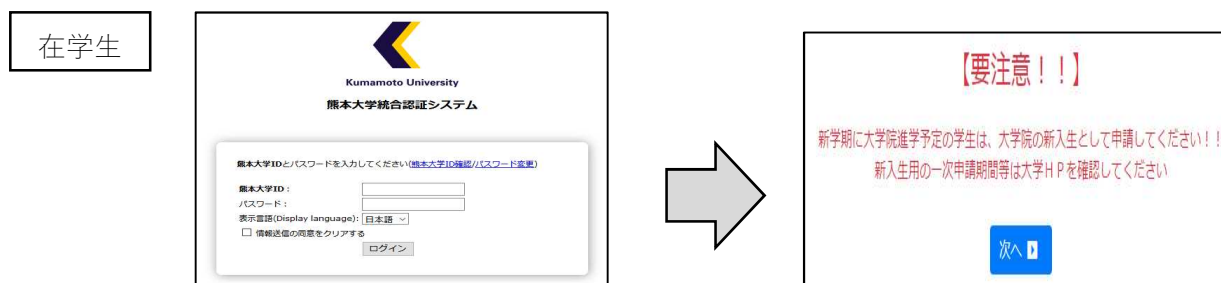 在学生
Kumamoto University
熊本大学統合認証システム
熊本大学IDとパスワードを入力してください(熊本大学ID確認/パスワード変更)
熊本大学ID：
パスワード：
表示言語(Display language): 日本語
情報送信の同意をクリアする
ログイン
【要注意！！】
新学期に大学院進学予定の学生は、大学院の新入生として申請してください！！
新入生用の一次申請期間等は大学ＨＰを確認してください
次へ